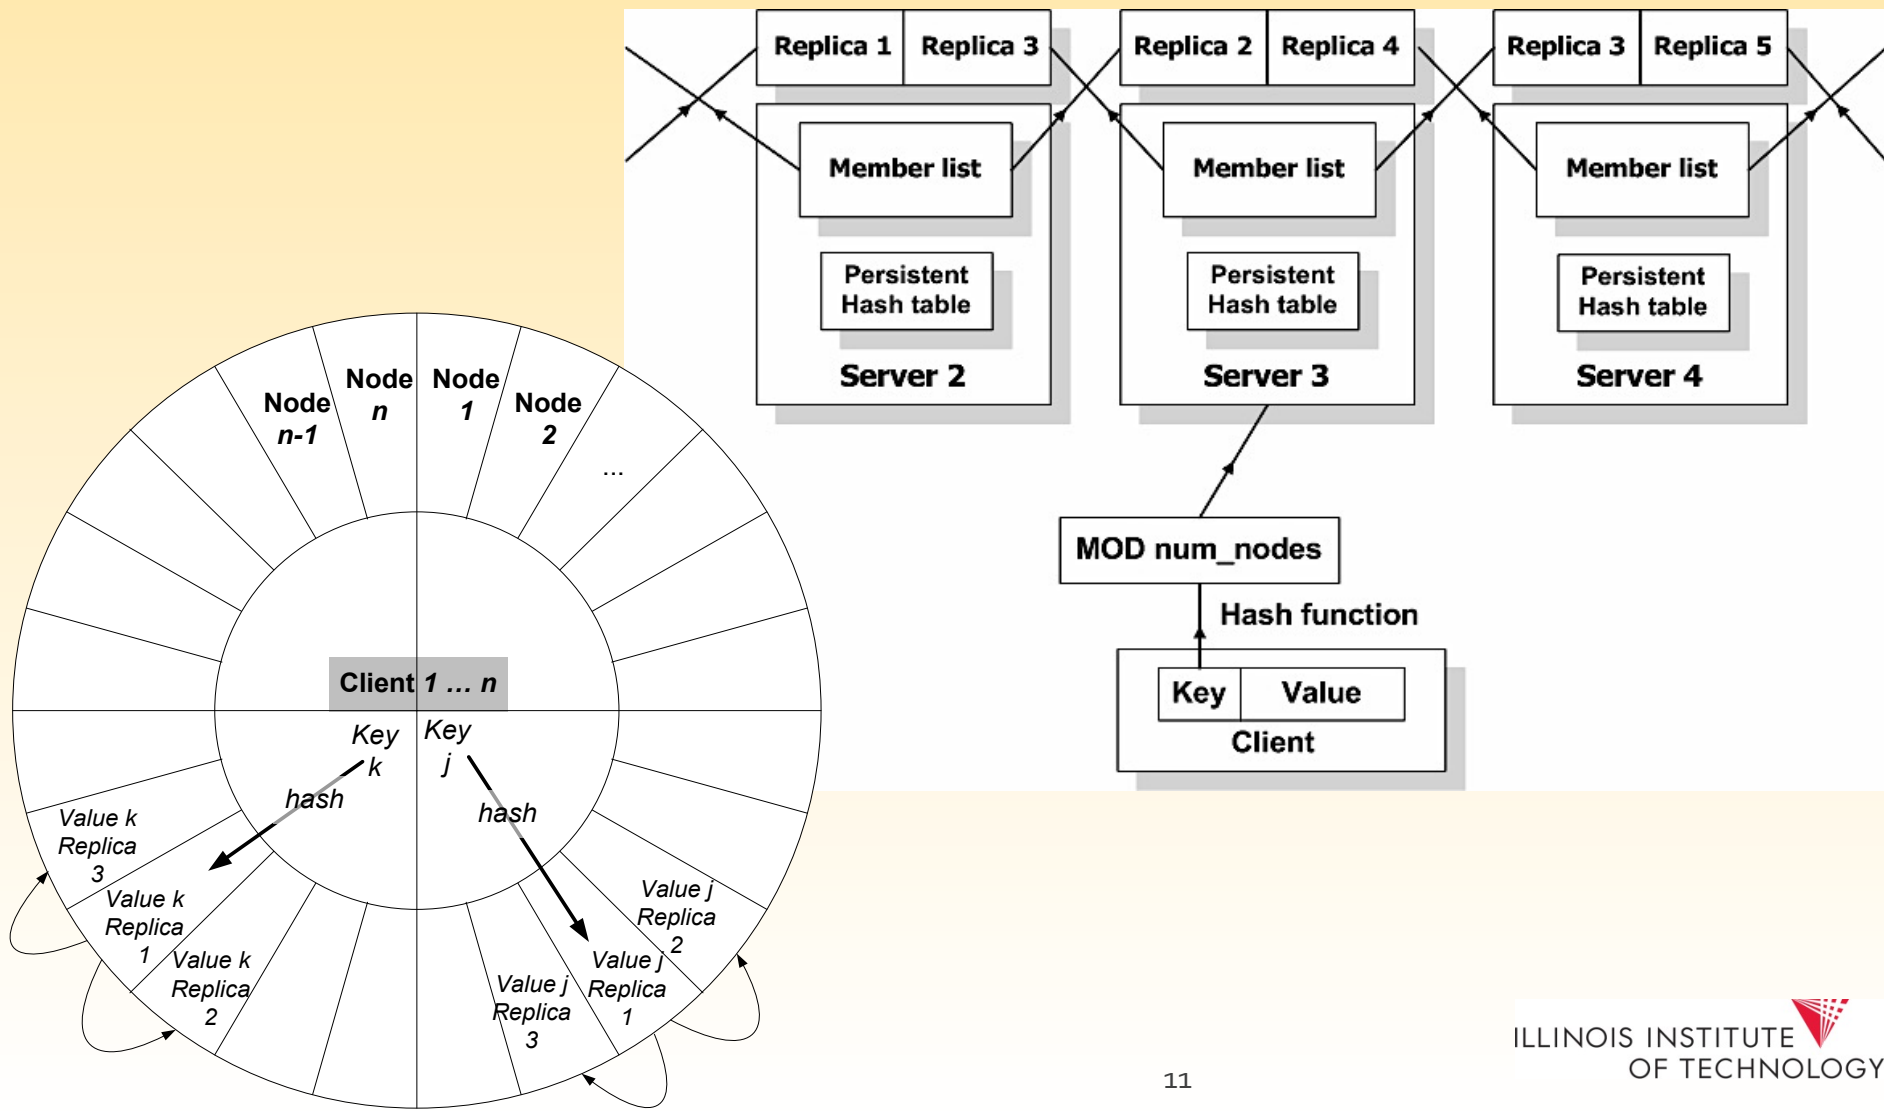 Replica 1
Replica 3
Replica 2
Replica 4
Replica 3
Replica 5
Member list
Member list
Member list
Persistent
Hash table
Persistent
Hash table
Persistent
Hash table
Server 2
Server 3
Server 4
MOD num_nodes
Hash function
Key
Value
Client
Node
n-1
Node
n
Node
1
Node
2
...
Client 1 ... n
Key
k
Key
j
hash
hash
Value k
Replica
3
Value k
Replica
1
Value k
Replica
2
Value j
Replica
3
Value j
Replica
1
Value j
Replica
2
11
ILLINOIS INSTITUTE
OF TECHNOLOGY